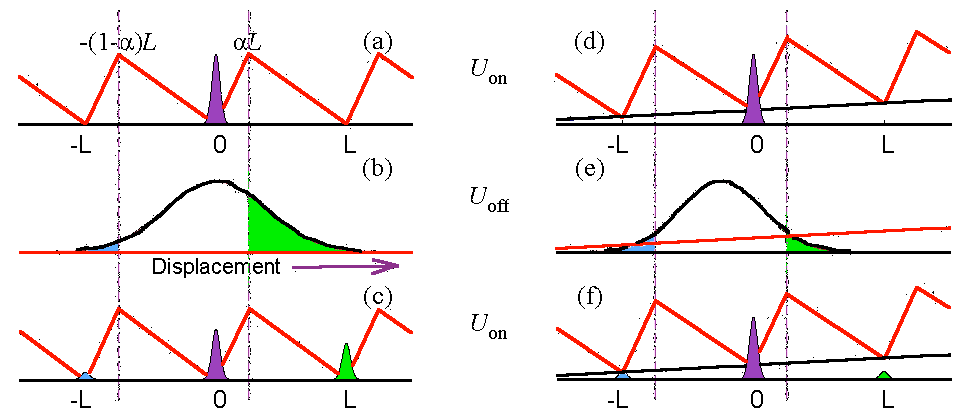 -(1-α)L αL (a) U_on (d)
-L 0 L -L 0 L
(b) U_off (e)
Displacement
(c) U_on (f)
-L 0 L -L 0 L